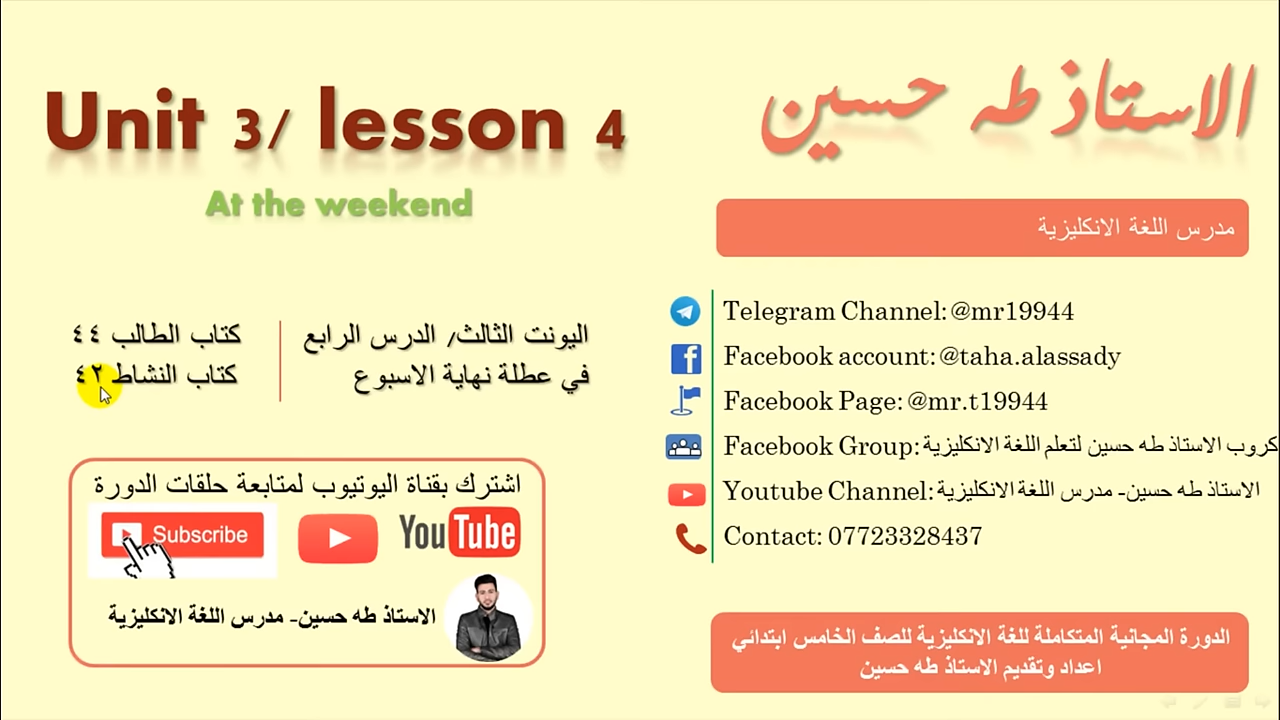 Unit 3/ lesson 4
At the weekend
اليونت الثالث/ الدرس الرابع
في عطلة نهاية الاسبوع
كتاب الطالب ٤٤
كتاب النشاط ٤٢
اشترك بقناة اليوتيوب لمتابعة حلقات الدورة
Subscribe
YouTube
الاستاذ طه حسين- مدرس اللغة الانكليزية
الاستاذ طه حسين
مدرس اللغة الانكليزية
Telegram Channel: @mr19944
Facebook account: @taha.alassady
Facebook Page: @mr.t19944
Facebook Group: كروب الاستاذ طه حسين لتعلم اللغة الانكليزية
Youtube Channel: الاستاذ طه حسين- مدرس اللغة الانكليزية
Contact: 07723328437
الدورة المجانية المتكاملة للغة الانكليزية للصف الخامس ابتدائي
اعداد وتقديم الاستاذ طه حسين